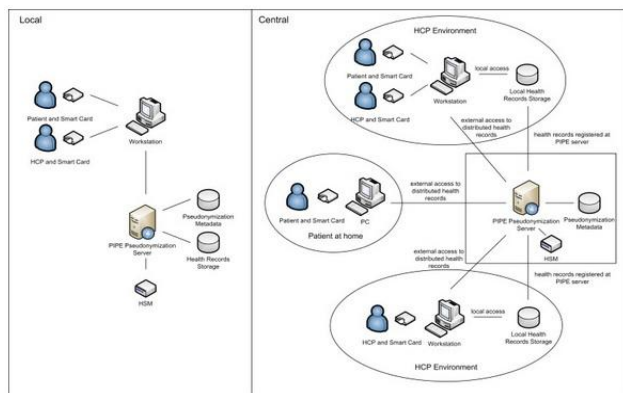 Local
Patient and Smart Card
HCP and Smart Card
Workstation
PIPE Pseudonymization
Server
Pseudonymization
Metadata
Health Records
Storage
HSM
Central
HCP Environment
Patient and Smart Card
HCP and Smart Card
Workstation
local access
Local Health
Records Storage
external access to
distributed health
records
health records registered at
PIPE server
Patient and Smart Card
PC
Patient at home
external access to
distributed health
records
PIPE Pseudonymization
Server
Pseudonymization
Metadata
HSM
external access to
distributed health
records
health records registered at
PIPE server
HCP and Smart Card
Workstation
local access
Local Health
Records Storage
HCP Environment